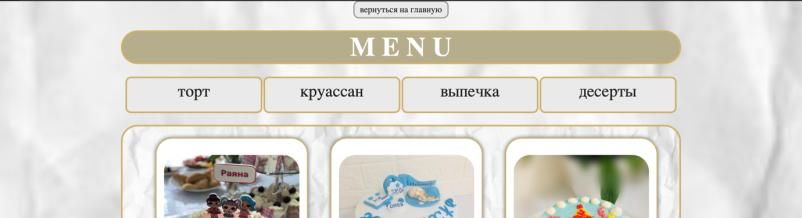 вернуться на главную
MENU
торт
круассан
выпечка
десерты
Раяна